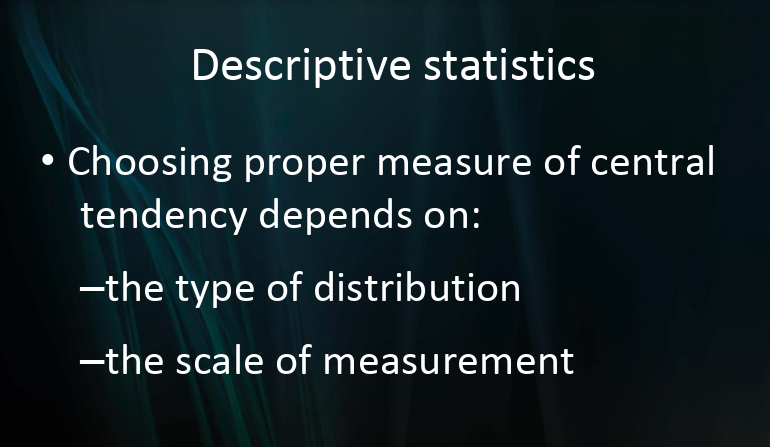 Descriptive statistics
• Choosing proper measure of central
tendency depends on:
–the type of distribution
–the scale of measurement